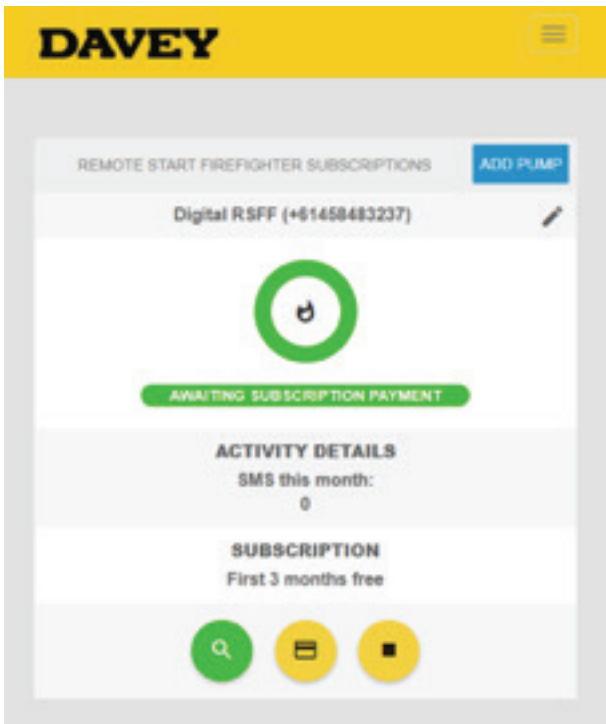 DAVEY
REMOTE START FIREFIGHTER SUBSCRIPTIONS
ADD PUMP
Digital RSFF (+61458483237)
AWAITING SUBSCRIPTION PAYMENT
ACTIVITY DETAILS
SMS this month:
0
SUBSCRIPTION
First 3 months free